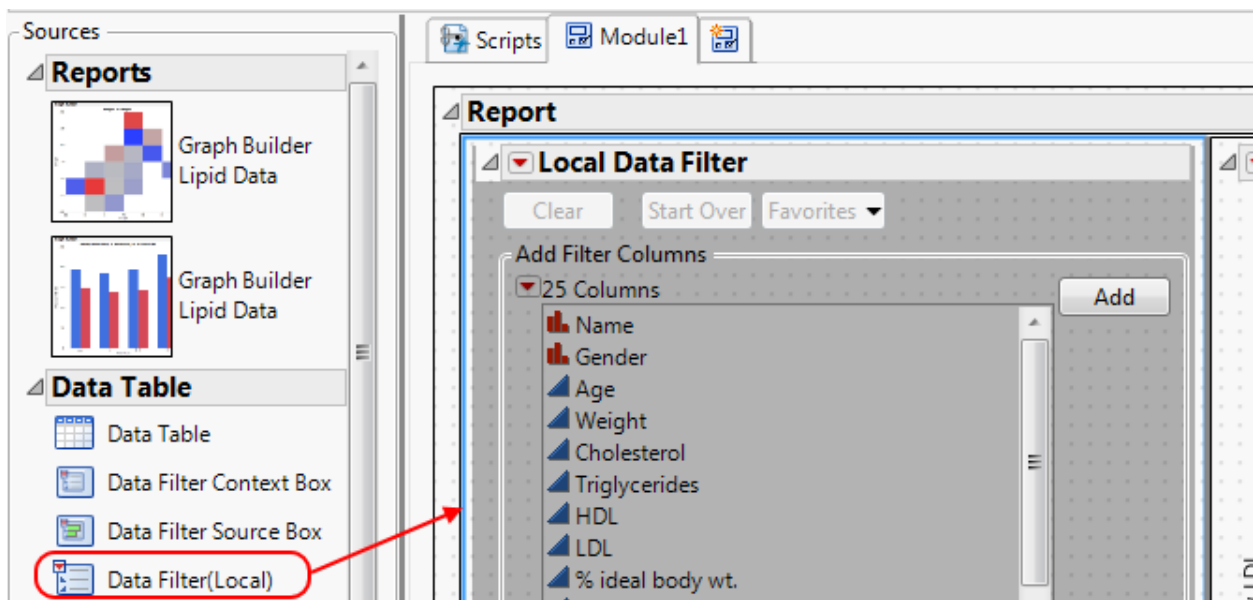 Sources
Reports
Graph Builder
Lipid Data
Graph Builder
Lipid Data
Data Table
Data Table
Data Filter Context Box
Data Filter Source Box
Data Filter(Local)
Scripts
Module1
Report
Local Data Filter
Clear
Start Over
Favorites
Add Filter Columns
25 Columns
Add
Name
Gender
Age
Weight
Cholesterol
Triglycerides
HDL
LDL
% ideal body wt.